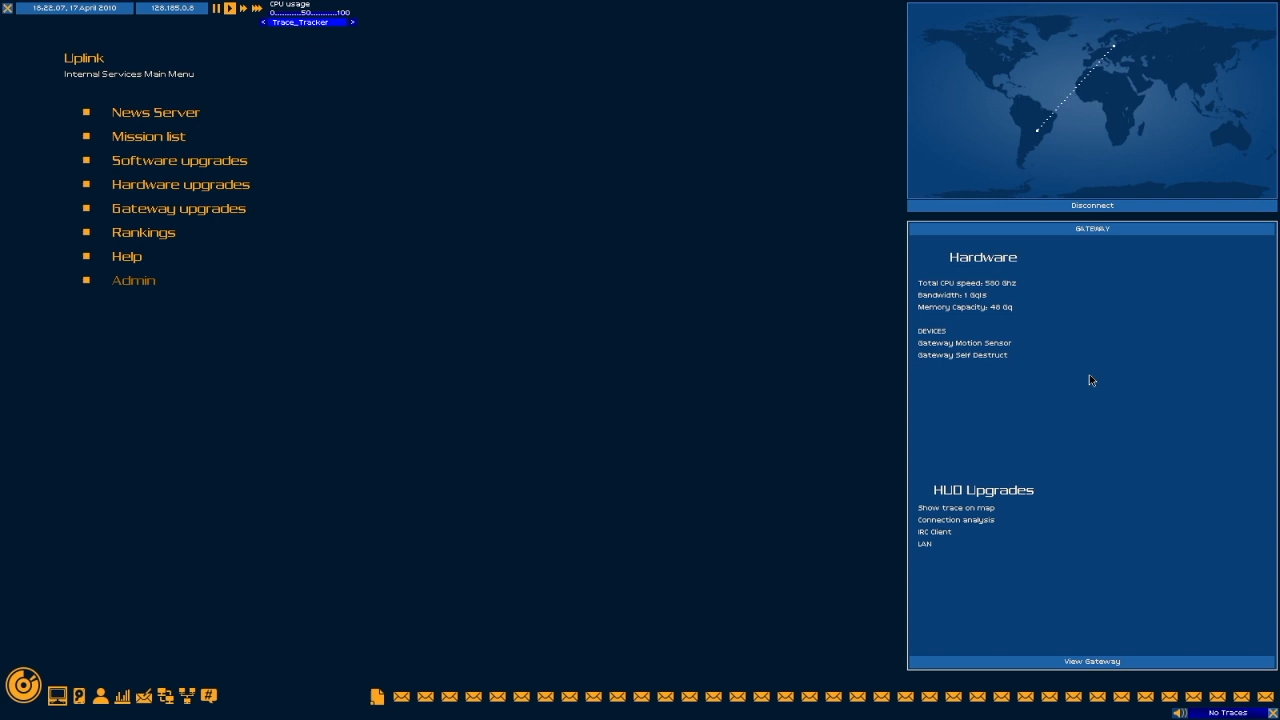 18:22.07, 17 April 2010
128.185.0.8
CPU usage
0..........50..........100
< Trace_Tracker >
Uplink
Internal Services Main Menu
News Server
Mission list
Software upgrades
Hardware upgrades
Gateway upgrades
Rankings
Help
Admin
Disconnect
GATEWAY
Hardware
Total CPU speed: 580 Ghz
Bandwidth: 1 Gq/s
Memory Capacity: 48 Gq
DEVICES
Gateway Motion Sensor
Gateway Self Destruct
HUD Upgrades
Show trace on map
Connection analysis
IRC Client
LAN
View Gateway
#
No Traces